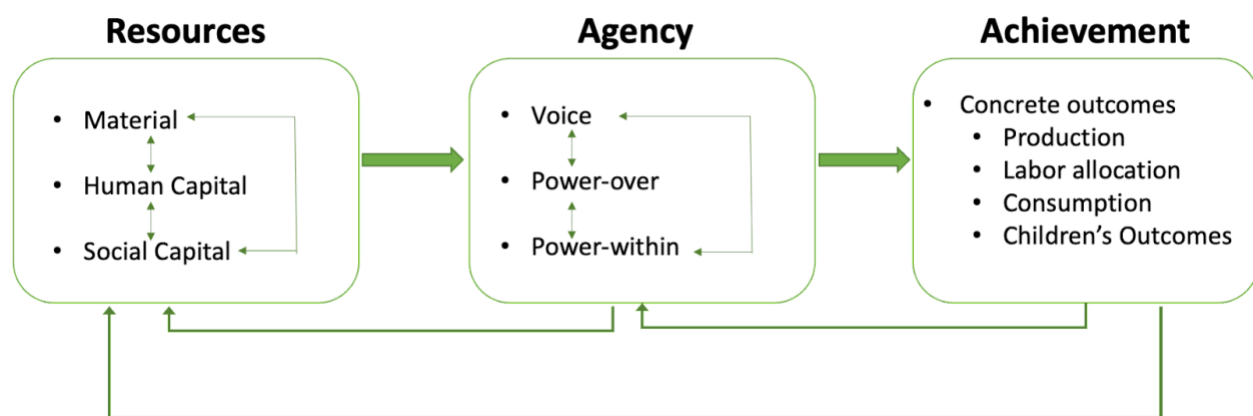 Resources
• Material
• Human Capital
• Social Capital
Agency
• Voice
• Power-over
• Power-within
Achievement
• Concrete outcomes
• Production
• Labor allocation
• Consumption
• Children’s Outcomes